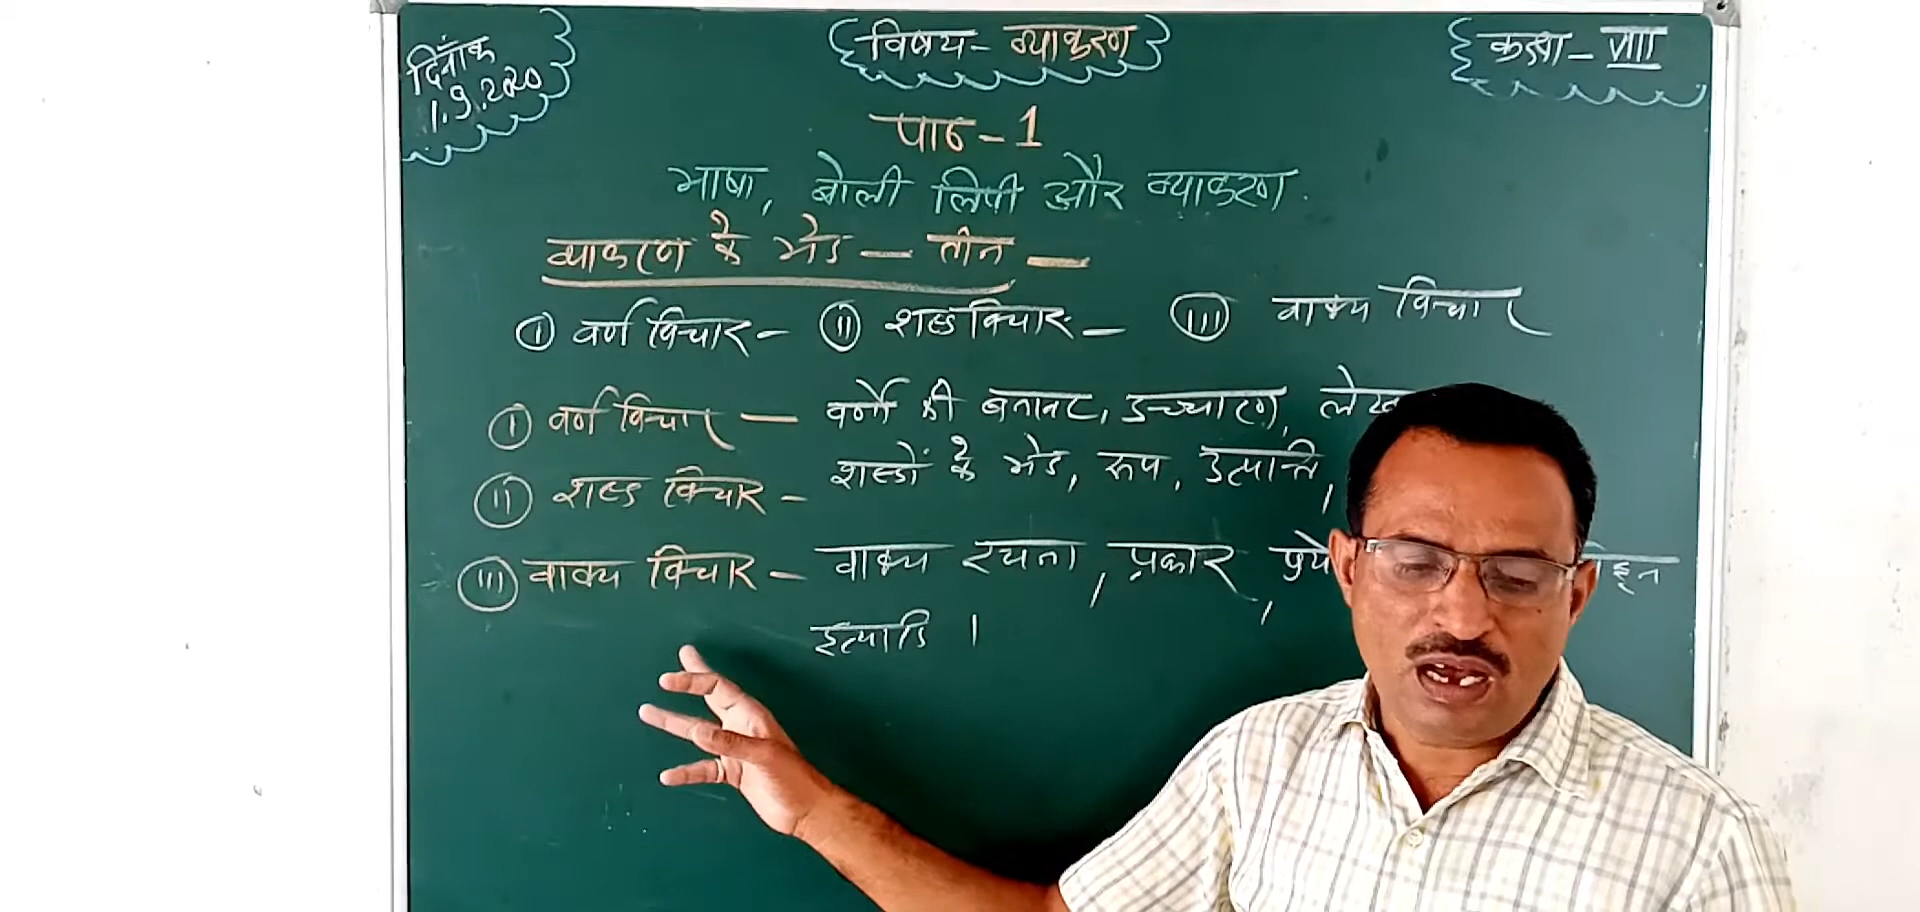 दिनाँक
1.9.2020
विषय - व्याकरण
कक्षा - VIII
पाठ - 1
भाषा, बोली लिपी और व्याकरण.
व्याकरण के भेद — तीन —
(i) वर्ण विचार - (ii) शब्द विचार - (iii) वाक्य विचार
(i) वर्ण विचार — वर्णों की बनावट, उच्चारण,
(ii) शब्द विचार - शब्दों के भेद, रूप, उत्पत्ति,
(iii) वाक्य विचार - वाक्य रचना, प्रकार,
इत्यादि ।